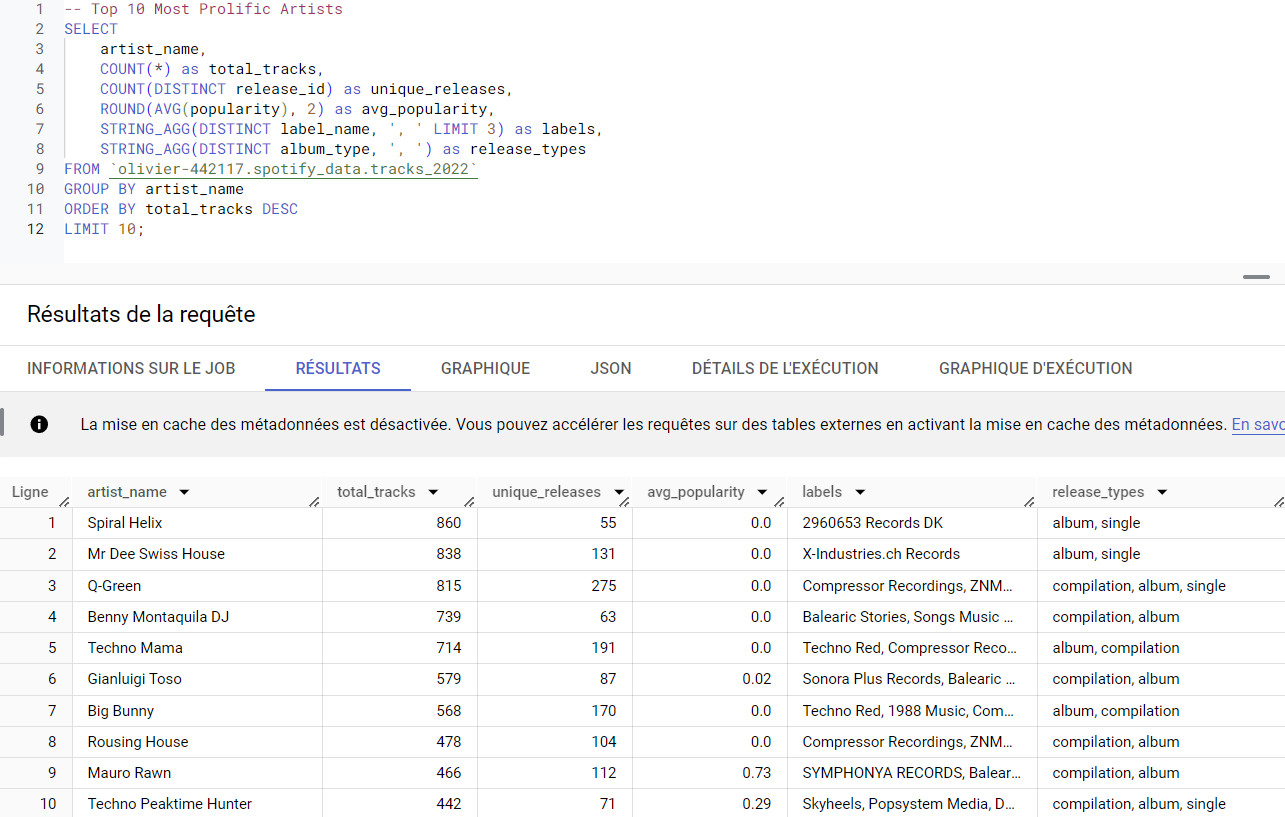 1 -- Top 10 Most Prolific Artists
2 SELECT
3 artist_name,
4 COUNT(*) as total_tracks,
5 COUNT(DISTINCT release_id) as unique_releases,
6 ROUND(AVG(popularity), 2) as avg_popularity,
7 STRING_AGG(DISTINCT label_name, ', ' LIMIT 3) as labels,
8 STRING_AGG(DISTINCT album_type, ', ') as release_types
9 FROM `olivier-442117.spotify_data.tracks_2022`
10 GROUP BY artist_name
11 ORDER BY total_tracks DESC
12 LIMIT 10;
Résultats de la requête
INFORMATIONS SUR LE JOB RÉSULTATS GRAPHIQUE JSON DÉTAILS DE L'EXÉCUTION GRAPHIQUE D'EXÉCUTION
La mise en cache des métadonnées est désactivée. Vous pouvez accélérer les requêtes sur des tables externes en activant la mise en cache des métadonnées. En savo
Ligne artist_name total_tracks unique_releases avg_popularity labels release_types
1 Spiral Helix 860 55 0.0 2960653 Records DK album, single
2 Mr Dee Swiss House 838 131 0.0 X-Industries.ch Records album, single
3 Q-Green 815 275 0.0 Compressor Recordings, ZNM... compilation, album, single
4 Benny Montaquila DJ 739 63 0.0 Balearic Stories, Songs Music ... compilation, album
5 Techno Mama 714 191 0.0 Techno Red, Compressor Reco... album, compilation
6 Gianluigi Toso 579 87 0.02 Sonora Plus Records, Balearic ... compilation, album
7 Big Bunny 568 170 0.0 Techno Red, 1988 Music, Com... album, compilation
8 Rousing House 478 104 0.0 Compressor Recordings, ZNM... compilation, album
9 Mauro Rawn 466 112 0.73 SYMPHONYA RECORDS, Balear... compilation, album
10 Techno Peaktime Hunter 442 71 0.29 Skyheels, Popsystem Media, D... compilation, album, single